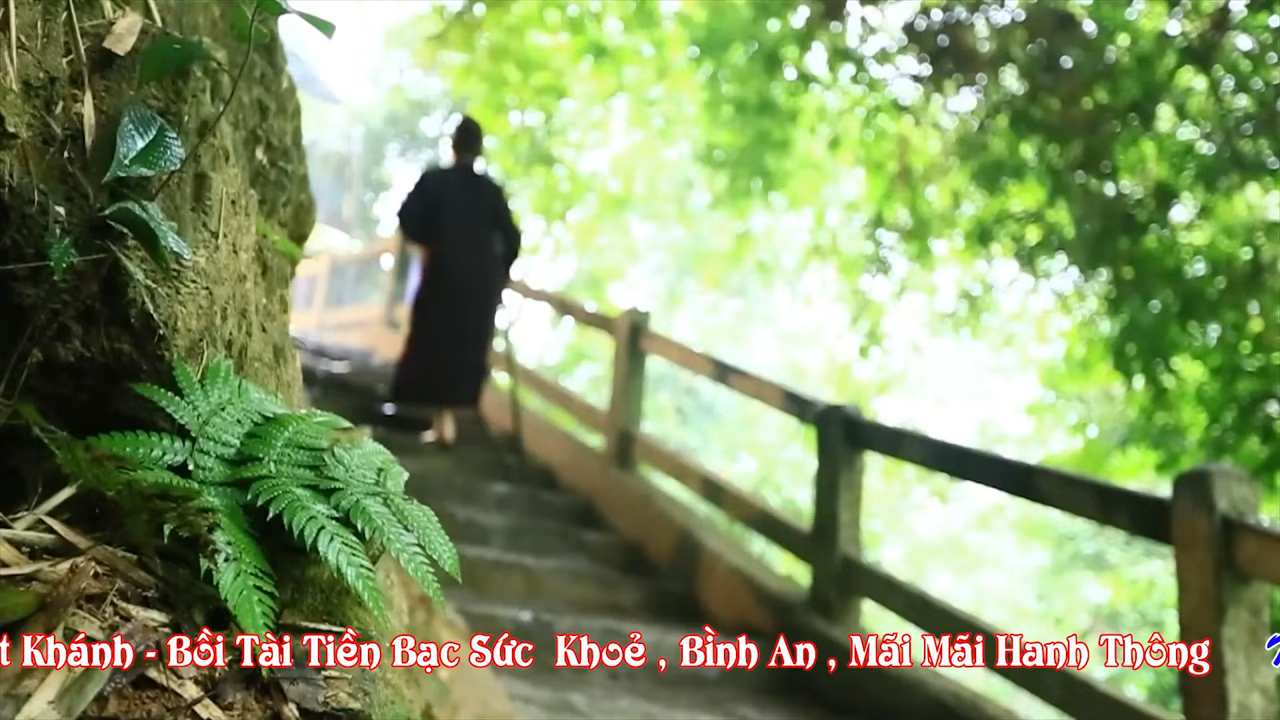 t Khánh - Bồi Tài Tiền Bạc Sức Khoẻ , Bình An , Mãi Mãi Hanh Thông